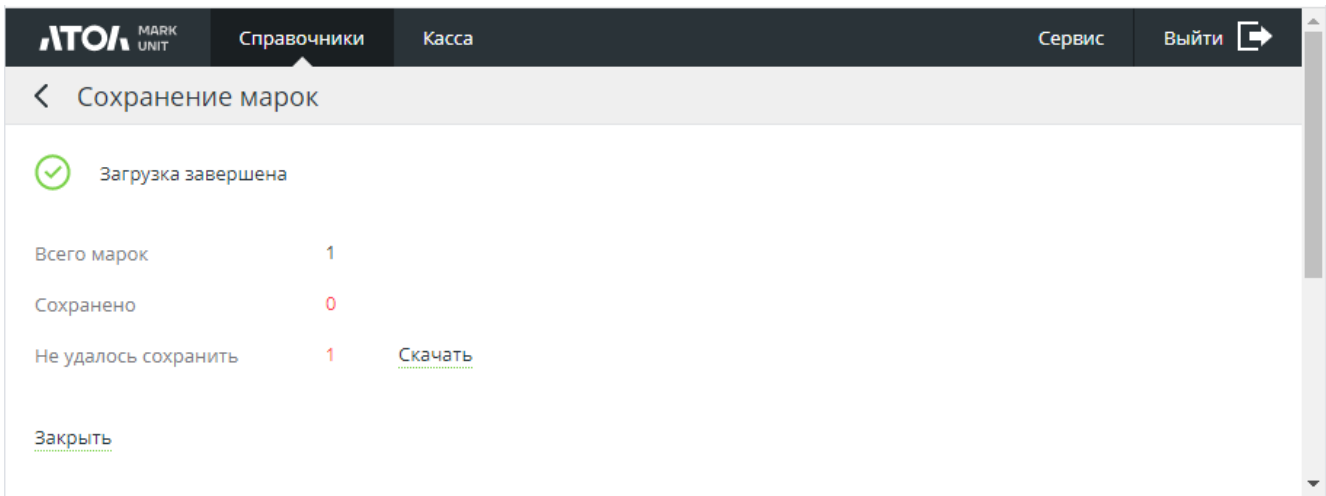 АТОЛ MARK UNIT Справочники Касса Сервис Выйти
Сохранение марок
Загрузка завершена
Всего марок 1
Сохранено 0
Не удалось сохранить 1 Скачать
Закрыть